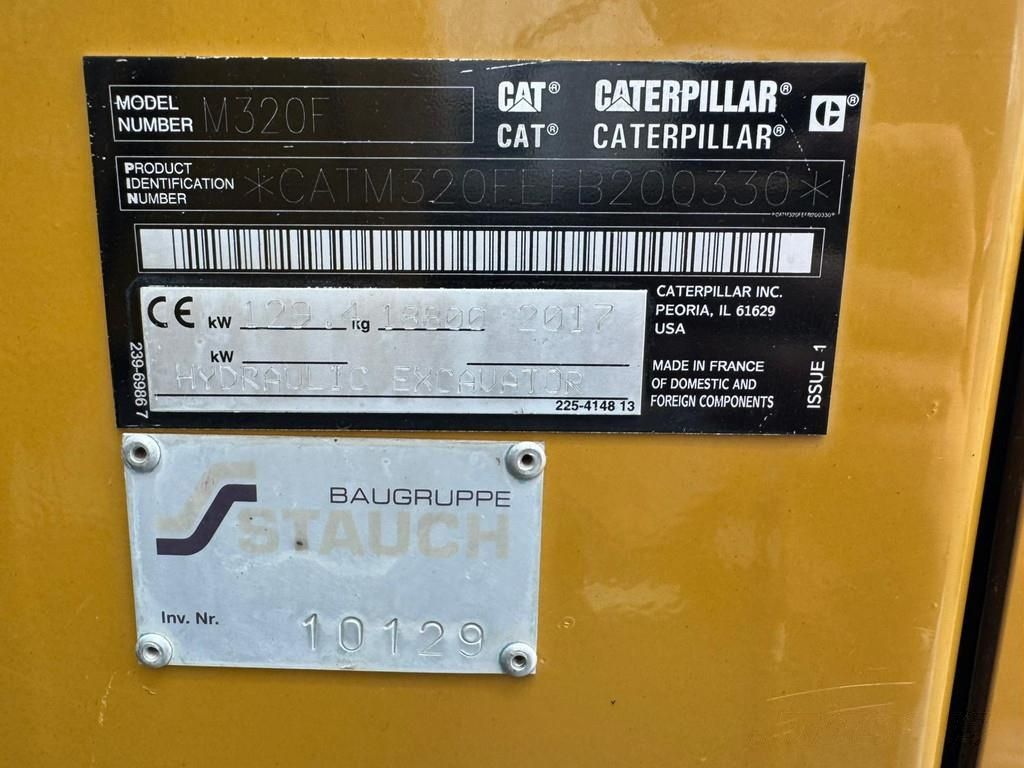 MODEL NUMBER M320F
CAT® CATERPILLAR®
CAT® CATERPILLAR®
PRODUCT IDENTIFICATION NUMBER *CATM320FEFB200330*
*CATM320FEFB200330*
CE kW 129.4 kg 18800 2017
kW
HYDRAULIC EXCAVATOR
225-4148 13
239-6986 7
CATERPILLAR INC.
PEORIA, IL 61629
USA
MADE IN FRANCE
OF DOMESTIC AND
FOREIGN COMPONENTS
ISSUE 1
BAUGRUPPE
STAUCH
Inv. Nr. 10129